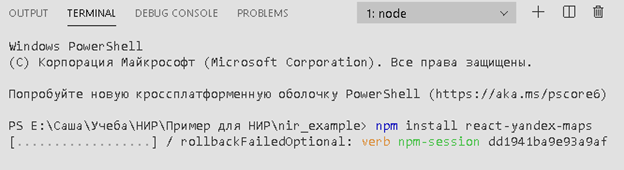 OUTPUT TERMINAL DEBUG CONSOLE PROBLEMS 1: node
Windows PowerShell
(C) Корпорация Майкрософт (Microsoft Corporation). Все права защищены.
Попробуйте новую кроссплатформенную оболочку PowerShell (https://aka.ms/pscore6)
PS E:\Саша\Учеба\НИР\Пример для НИР\nir_example> npm install react-yandex-maps
[..................] / rollbackFailedOptional: verb npm-session dd1941ba9e93a9af